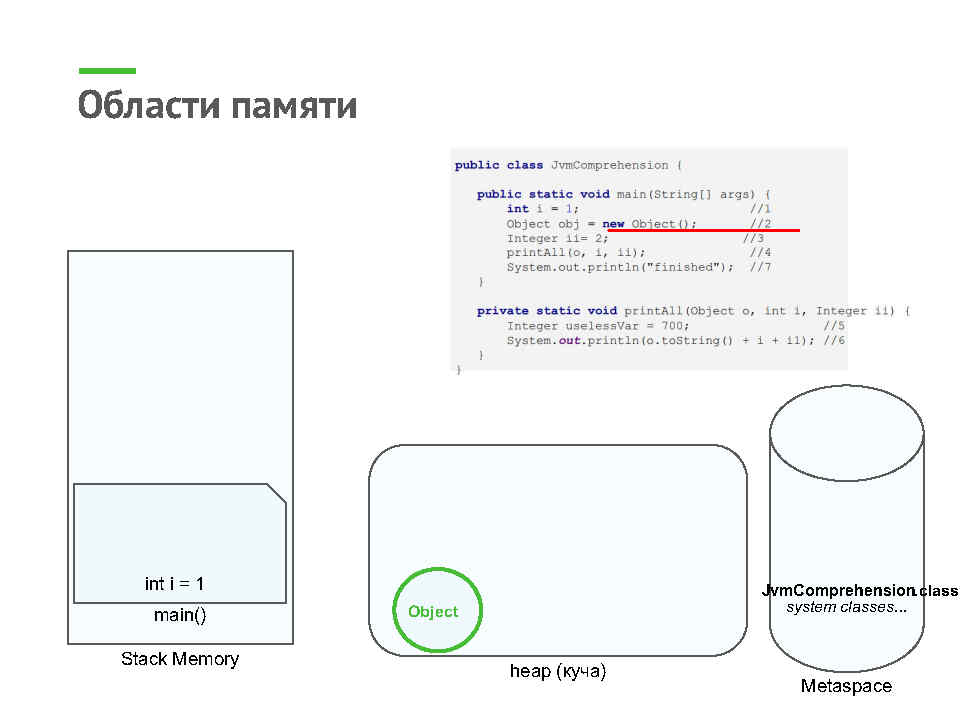 Области памяти
public class JvmComprehension {
public static void main(String[] args) {
int i = 1; //1
Object obj = new Object(); //2
Integer ii= 2; //3
printAll(o, i, ii); //4
System.out.println("finished"); //7
}
private static void printAll(Object o, int i, Integer ii) {
Integer uselessVar = 700; //5
System.out.println(o.toString() + i + ii); //6
}
}
int i = 1
main()
Stack Memory
Object
heap (куча)
JvmComprehension.class
system classes...
Metaspace